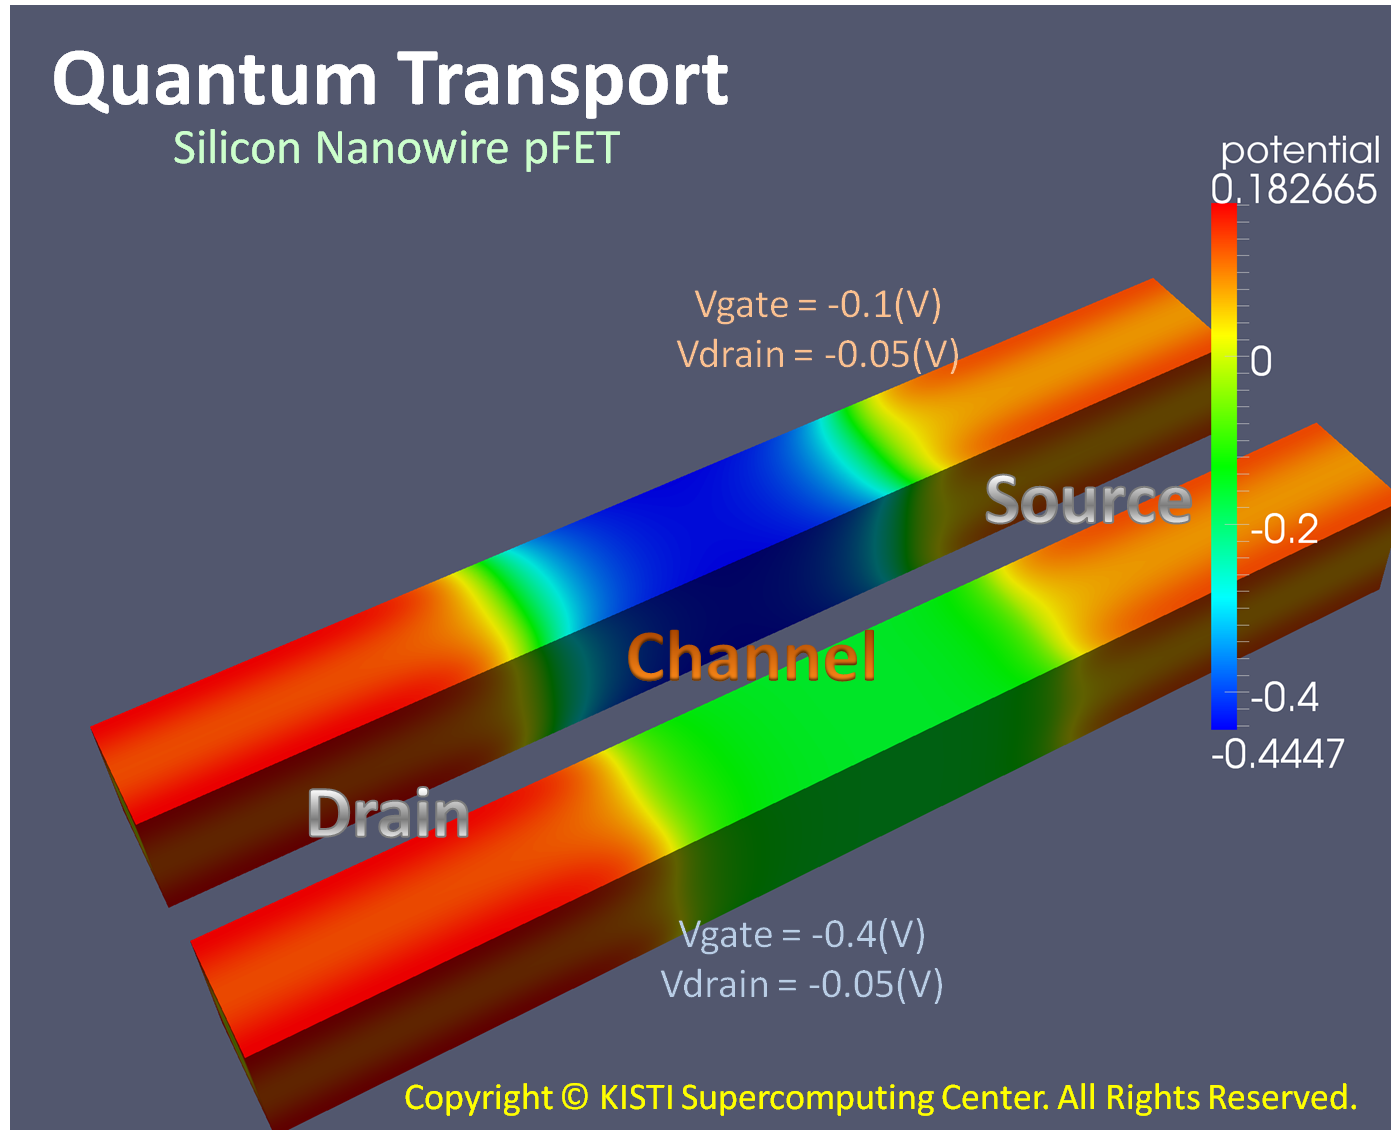 Quantum Transport
Silicon Nanowire pFET
potential
0.182665
0
-0.2
-0.4
-0.4447
Vgate = -0.1(V)
Vdrain = -0.05(V)
Source
Channel
Drain
Vgate = -0.4(V)
Vdrain = -0.05(V)
Copyright © KISTI Supercomputing Center. All Rights Reserved.